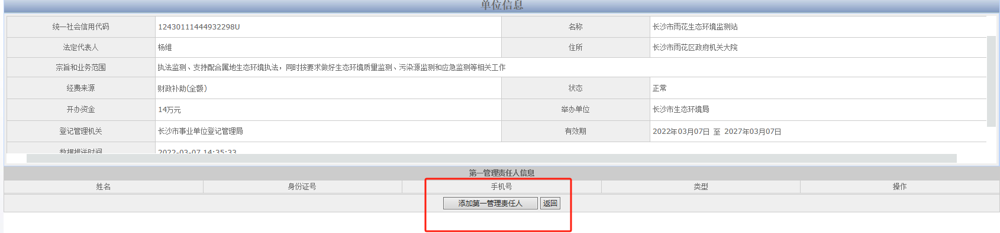 单位信息
统一社会信用代码 12430111444932298U 名称 长沙市雨花生态环境监测站
法定代表人 杨维 住所 长沙市雨花区政府机关大院
宗旨和业务范围 执法监测、支持配合属地生态环境执法，同时按要求做好生态环境质量监测、污染源监测和应急监测等相关工作
经费来源 财政补助(全额) 状态 正常
开办资金 14万元 举办单位 长沙市生态环境局
登记管理机关 长沙市事业单位登记管理局 有效期 2022年03月07日 至 2027年03月07日
数据推送时间 2022-03-07 14:35:33
第一管理责任人信息
姓名 身份证号 手机号 类型 操作
添加第一管理责任人 返回